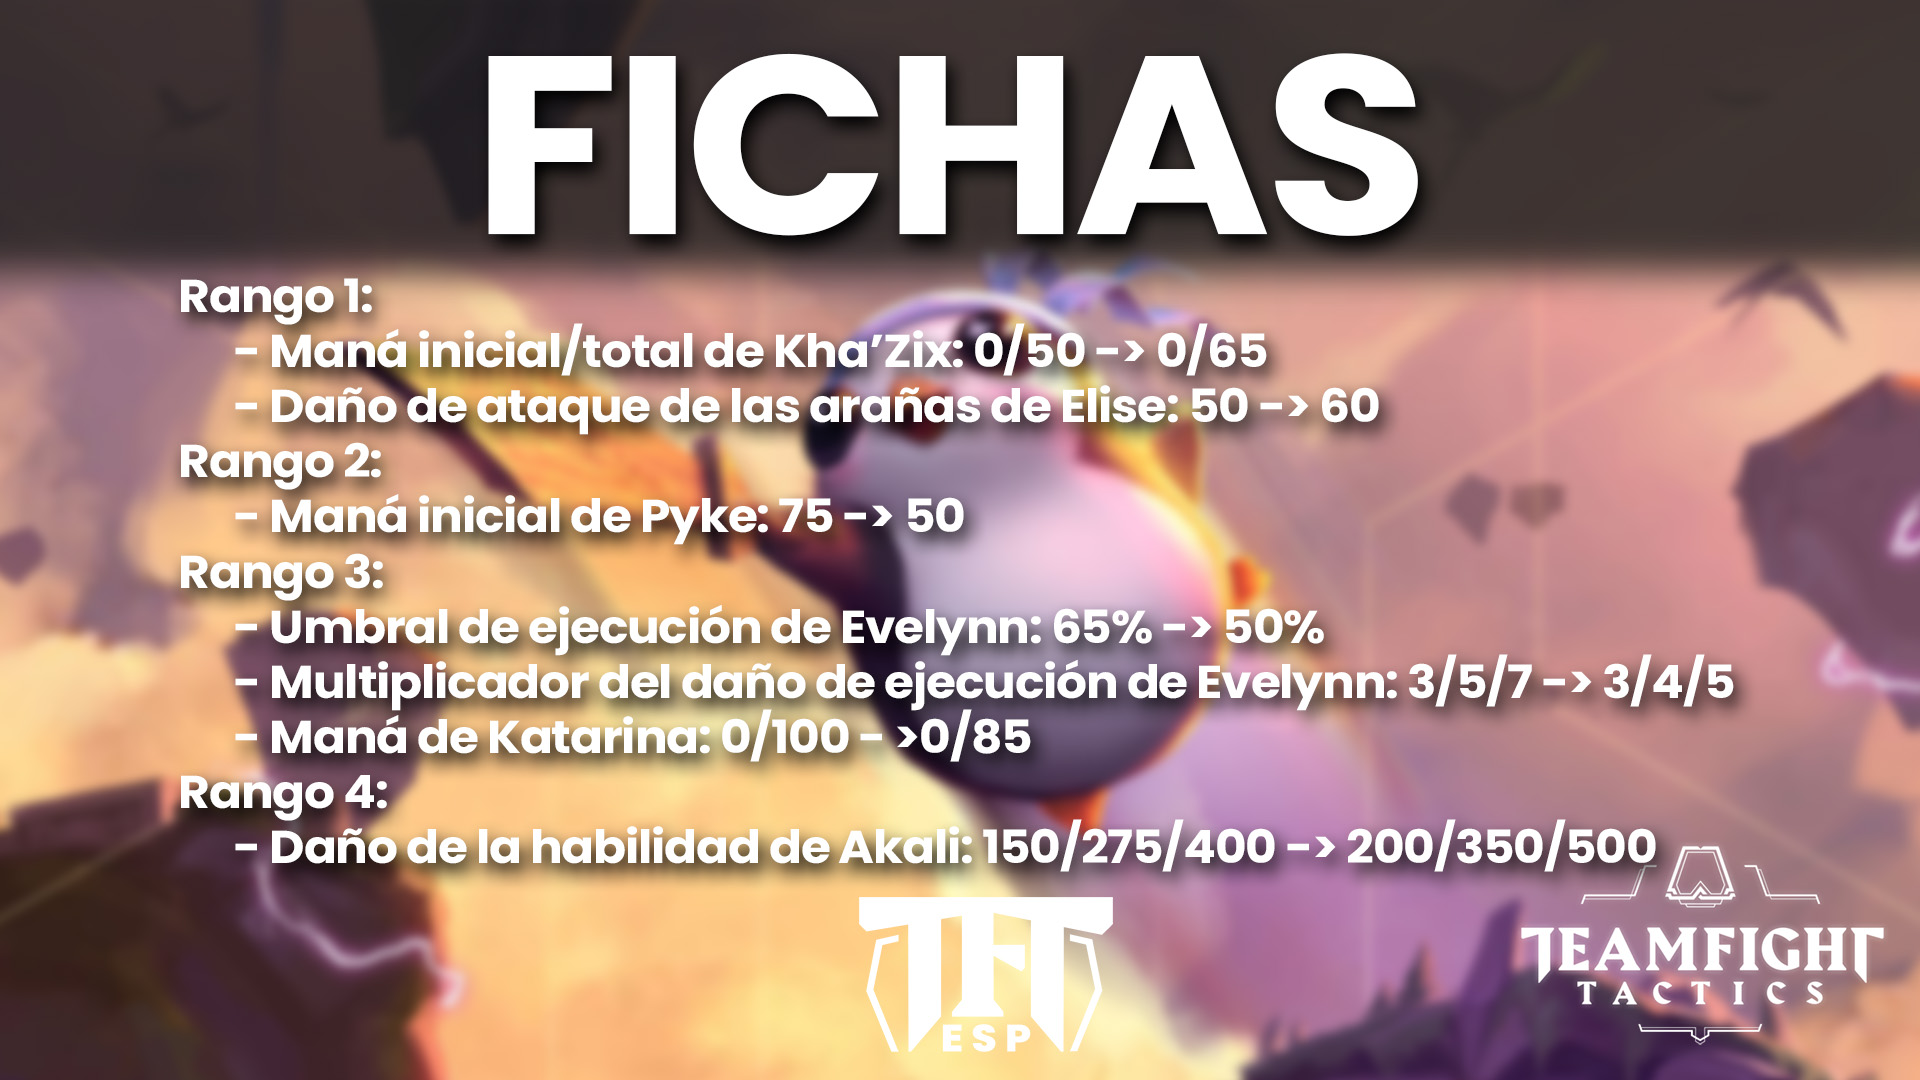 FICHAS
Rango 1:
- Maná inicial/total de Kha’Zix: 0/50 -> 0/65
- Daño de ataque de las arañas de Elise: 50 -> 60
Rango 2:
- Maná inicial de Pyke: 75 -> 50
Rango 3:
- Umbral de ejecución de Evelynn: 65% -> 50%
- Multiplicador del daño de ejecución de Evelynn: 3/5/7 -> 3/4/5
- Maná de Katarina: 0/100 - >0/85
Rango 4:
- Daño de la habilidad de Akali: 150/275/400 -> 200/350/500
TFT
ESP
TEAMFIGHT
TACTICS